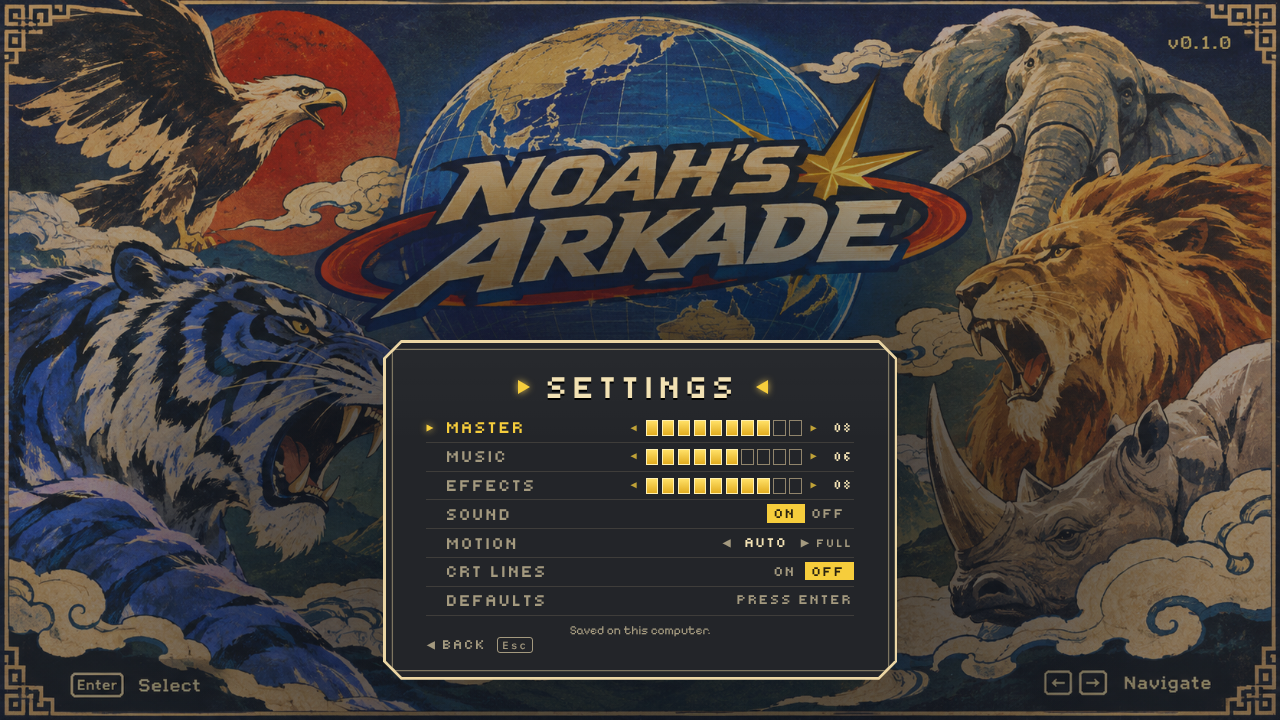 v0.1.0
NOAH'S
ARKADE
SETTINGS
MASTER 08
MUSIC 06
EFFECTS 08
SOUND ON OFF
MOTION AUTO FULL
CRT LINES ON OFF
DEFAULTS PRESS ENTER
Saved on this computer.
BACK Esc
Enter Select
← → Navigate